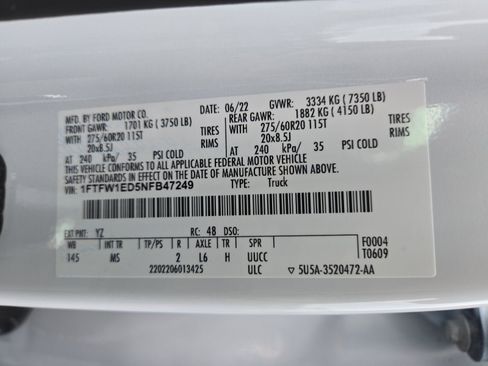 MFD. BY FORD MOTOR CO.
DATE: 06/22 GVWR: 3334 KG ( 7350 LB)
FRONT GAWR: 1701 KG ( 3750 LB) REAR GAWR: 1882 KG ( 4150 LB)
WITH 275/60R20 115T TIRES WITH 275/60R20 115T TIRES
20x8.5J RIMS 20x8.5J RIMS
AT 240 kPa/ 35 PSI COLD AT 240 kPa/ 35 PSI COLD
THIS VEHICLE CONFORMS TO ALL APPLICABLE FEDERAL MOTOR VEHICLE
SAFETY STANDARDS IN EFFECT ON THE DATE OF MANUFACTURE SHOWN ABOVE.
VIN: 1FTFW1ED5NFB47249 TYPE: Truck
EXT PNT: YZ RC: 48 DSO:
WB INT TR TP/PS R AXLE TR SPR F0004
145 MS 2 L6 H UUCC T0609
2202206013425 ULC ▽ 5U5A-3520472-AA